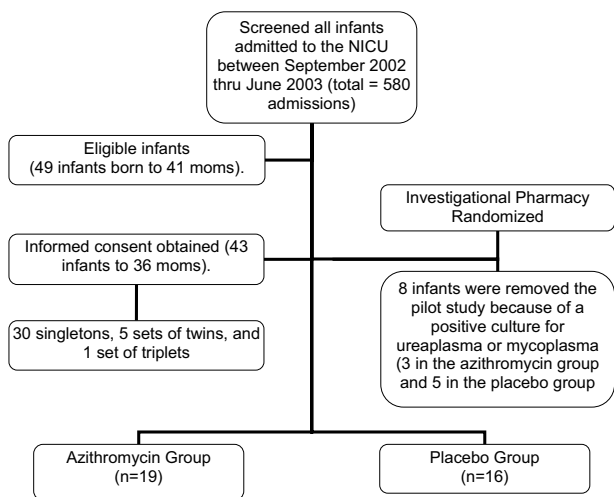 Screened all infants
admitted to the NICU
between September 2002
thru June 2003 (total = 580
admissions)
Eligible infants
(49 infants born to 41 moms).
Investigational Pharmacy
Randomized
Informed consent obtained (43
infants to 36 moms).
8 infants were removed the
pilot study because of a
positive culture for
ureaplasma or mycoplasma
(3 in the azithromycin group
and 5 in the placebo group
30 singletons, 5 sets of twins, and
1 set of triplets
Azithromycin Group
(n=19)
Placebo Group
(n=16)